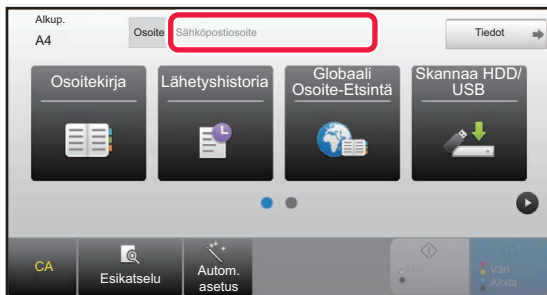 Alkup.
A4
Osoite
Sähköpostiosoite
Tiedot
Osoitekirja
Lähetyshistoria
Globaali
Osoite-Etsintä
Skannaa HDD/
USB
CA
Esikatselu
Autom.
asetus
M/V
Väri
Aloita